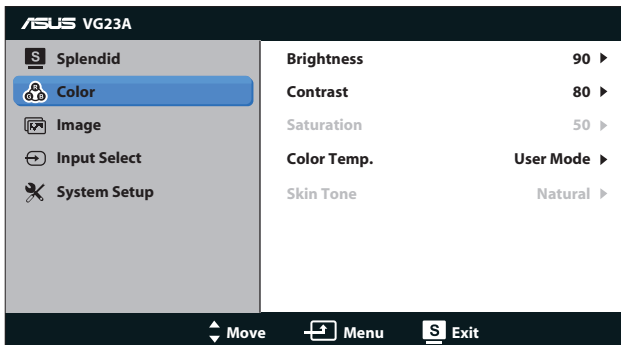 ASUS VG23A
S Splendid
Color
Image
Input Select
System Setup
Brightness 90
Contrast 80
Saturation 50
Color Temp. User Mode
Skin Tone Natural
Move Menu S Exit